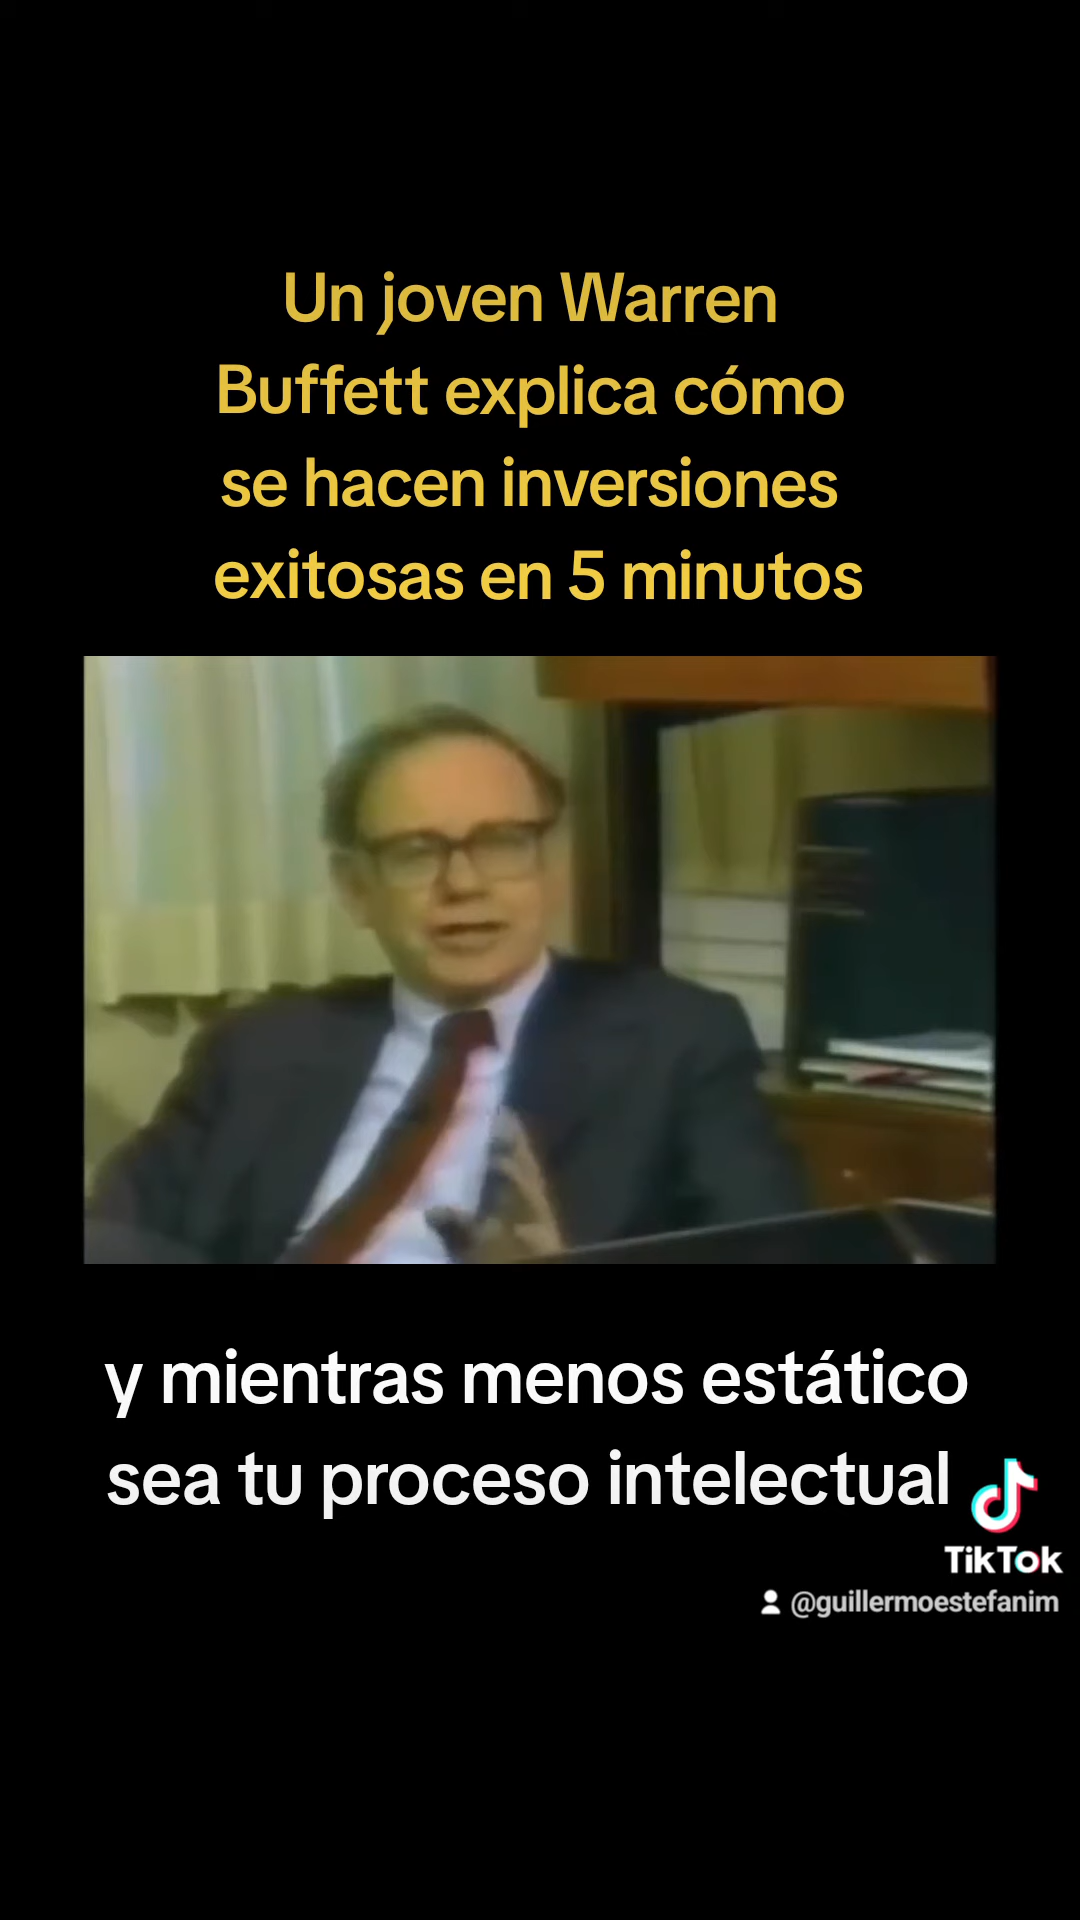 Un joven Warren
Buffett explica cómo
se hacen inversiones
exitosas en 5 minutos
y mientras menos estático
sea tu proceso intelectual
TikTok
@guillermoestefanim